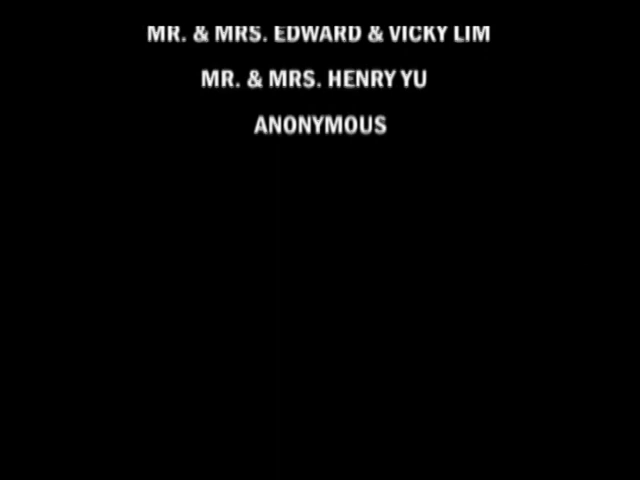 MR. & MRS. EDWARD & VICKY LIM
MR. & MRS. HENRY YU
ANONYMOUS